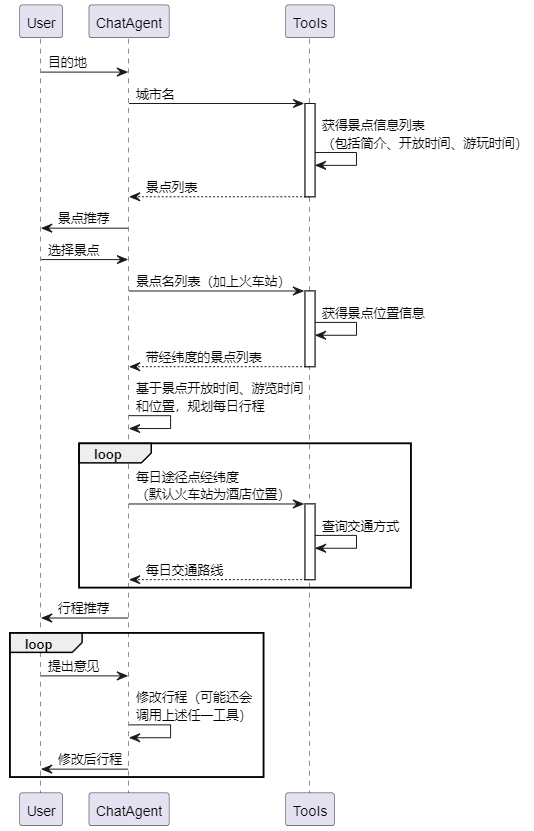 User
ChatAgent
Tools
目的地
城市名
获得景点信息列表
（包括简介、开放时间、游玩时间）
景点列表
景点推荐
选择景点
景点名列表（加上火车站）
获得景点位置信息
带经纬度的景点列表
基于景点开放时间、游览时间
和位置，规划每日行程
loop
每日途径点经纬度
（默认火车站为酒店位置）
查询交通方式
每日交通路线
行程推荐
loop
提出意见
修改行程（可能还会
调用上述任一工具）
修改后行程
User
ChatAgent
Tools